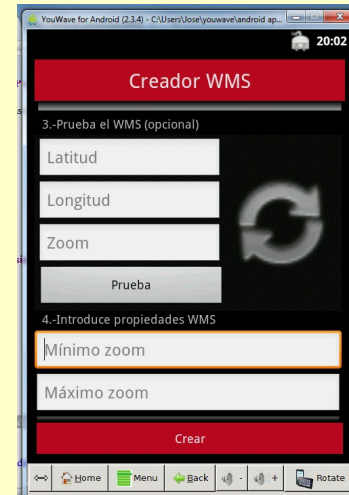 YouWave for Android (2.3.4) - C:\Users\Jose\youwave\android ap...
20:02
Creador WMS
3.-Prueba el WMS (opcional)
Latitud
Longitud
Zoom
Prueba
4.-Introduce propiedades WMS
Mínimo zoom
Máximo zoom
Crear
Home Menu Back - + Rotate